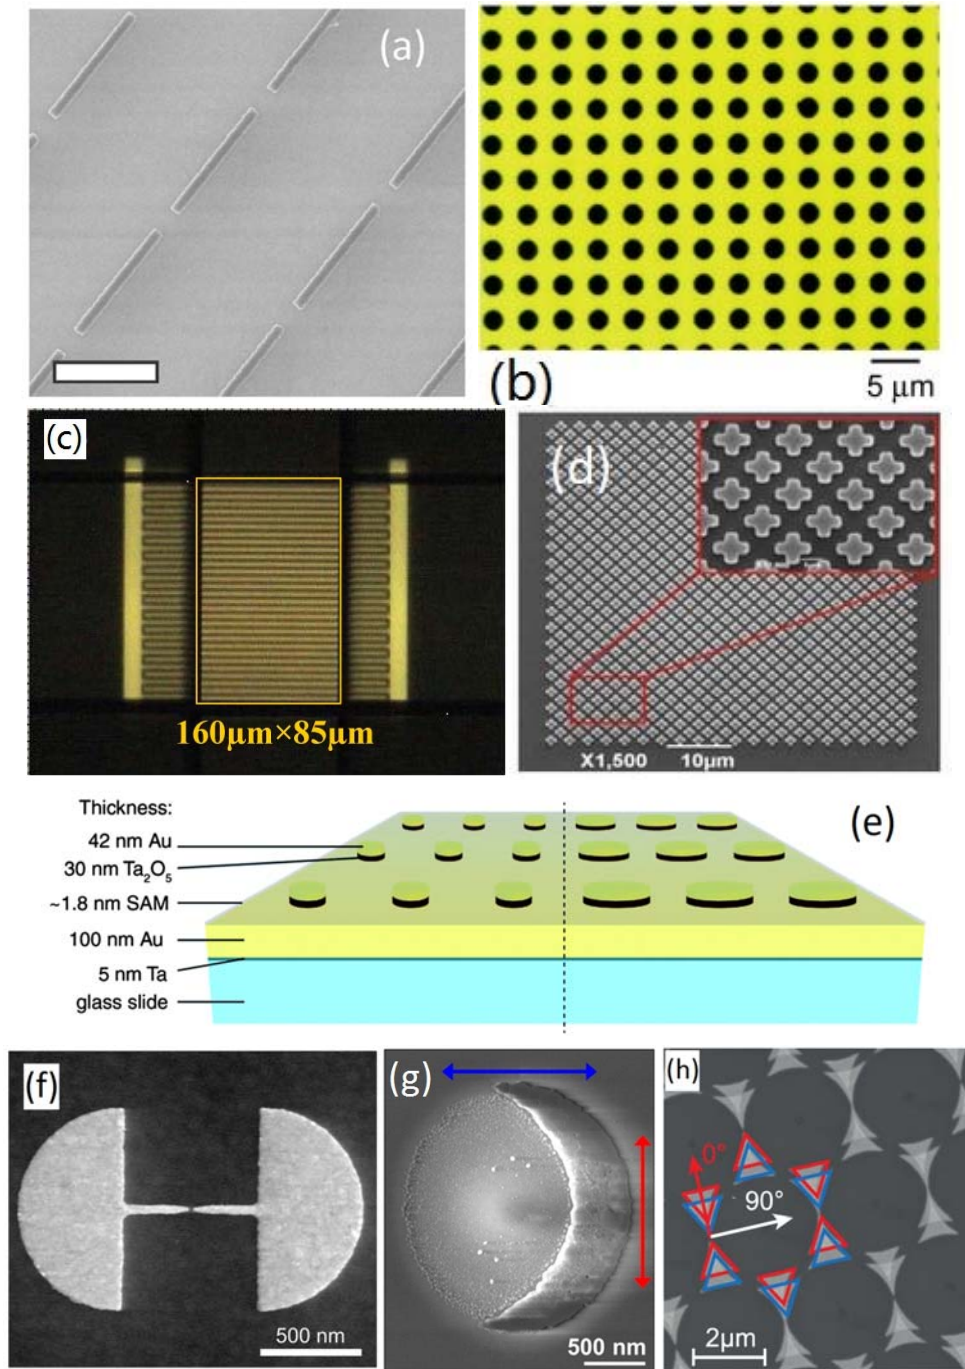 (a)
(b)
5 μm
(c)
160μm×85μm
(d)
X1,500 10μm
(e)
Thickness:
42 nm Au
30 nm Ta₂O₅
~1.8 nm SAM
100 nm Au
5 nm Ta
glass slide
(f)
500 nm
(g)
500 nm
(h)
0°
90°
2μm